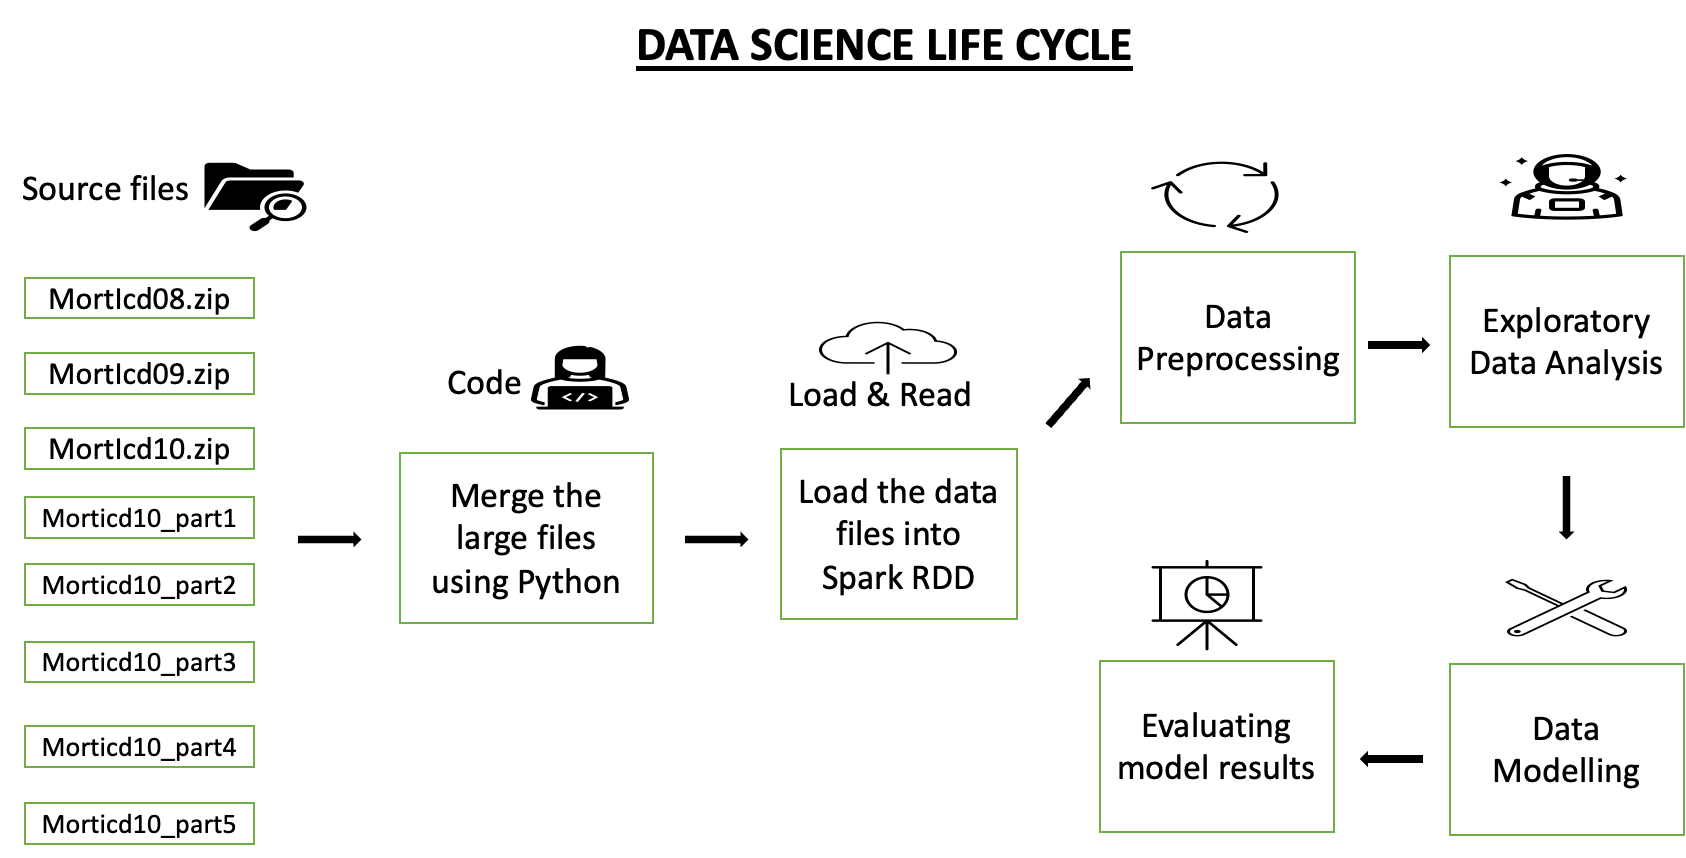 DATA SCIENCE LIFE CYCLE
Source files
MortIcd08.zip
MortIcd09.zip
MortIcd10.zip
Morticd10_part1
Morticd10_part2
Morticd10_part3
Morticd10_part4
Morticd10_part5
Code
</>
Merge the
large files
using Python
Load & Read
Load the data
files into
Spark RDD
Data
Preprocessing
Exploratory
Data Analysis
Data
Modelling
Evaluating
model results